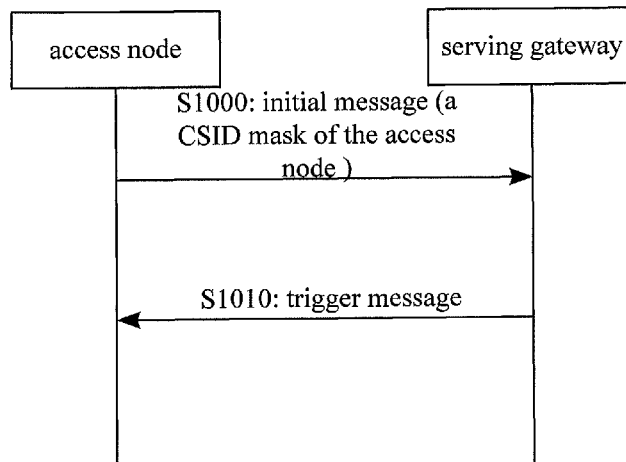 access node
serving gateway
S1000: initial message (a
CSID mask of the access
node )
S1010: trigger message